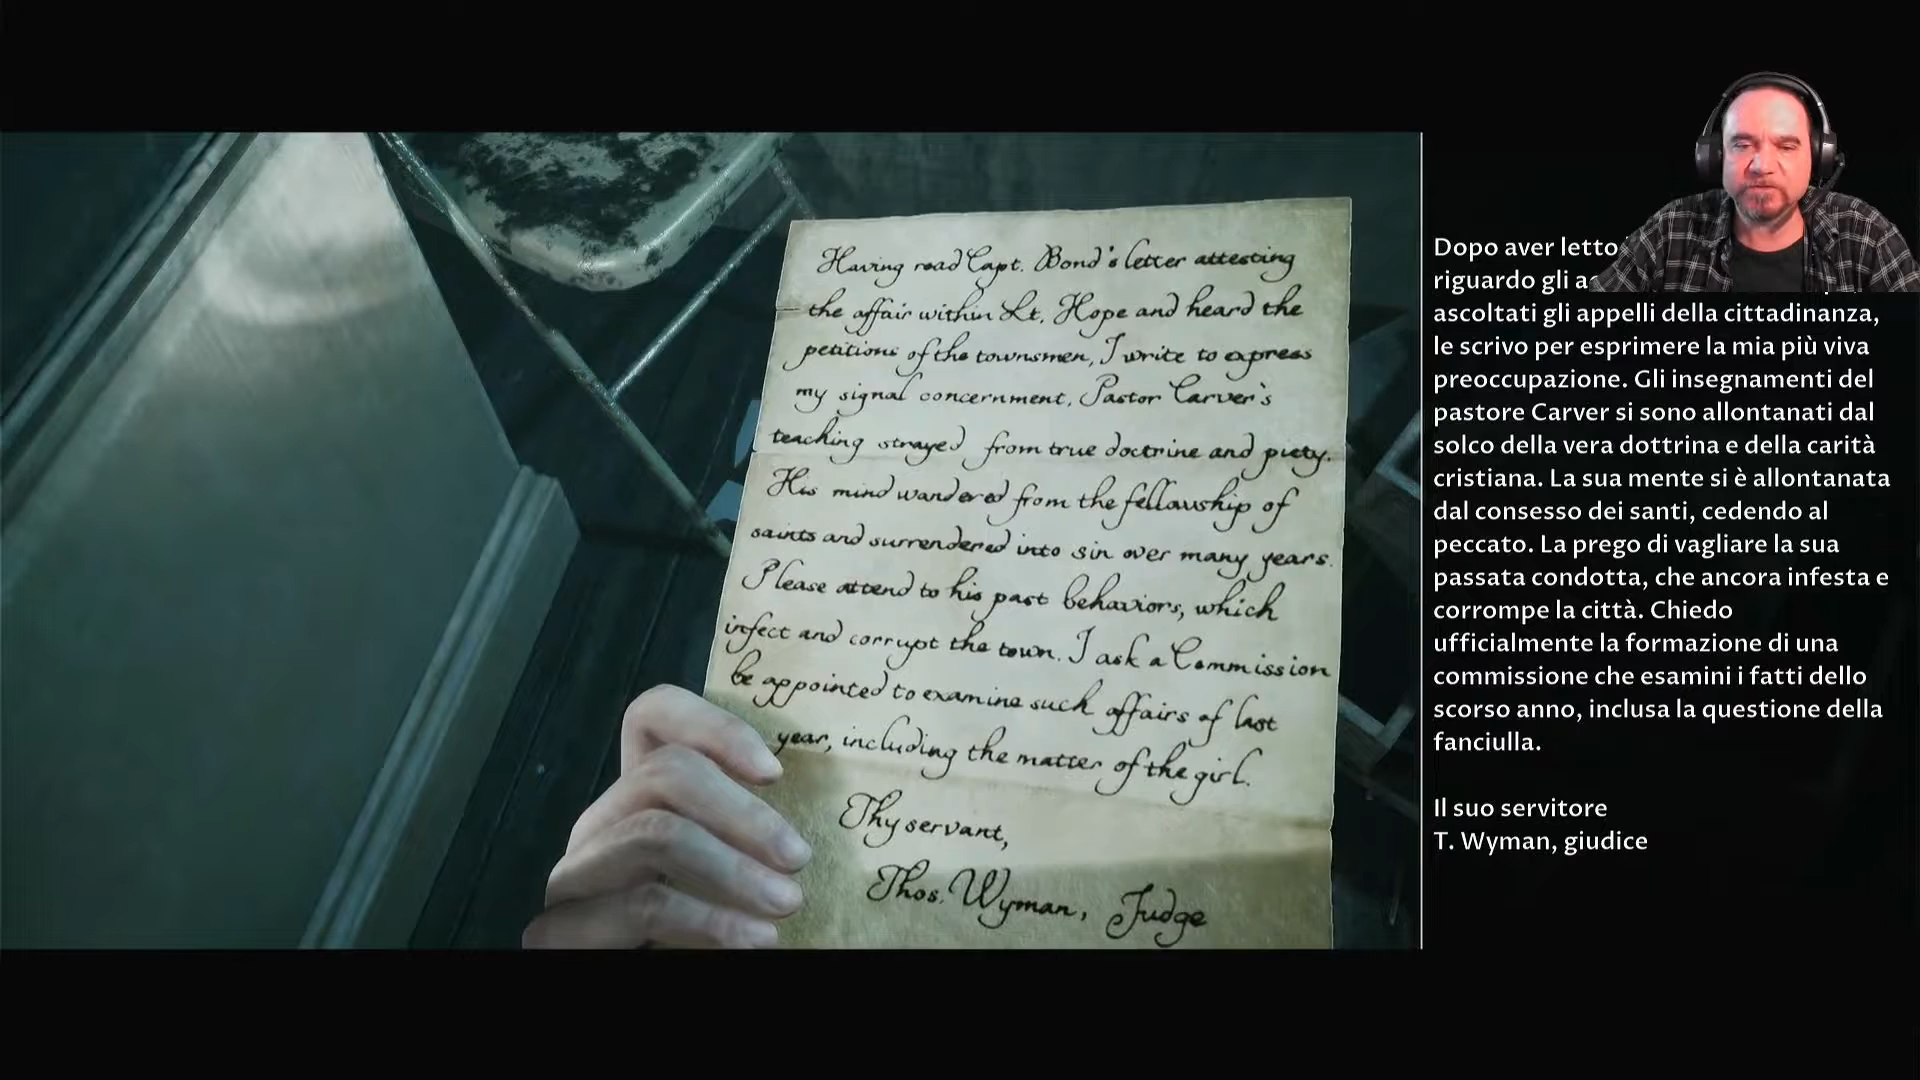 Having read Capt. Bond's letter attesting
the affair within Lt. Hope and heard the
petitions of the townsmen, I write to express
my signal concernment. Pastor Carver's
teaching strayed from true doctrine and piety.
His mind wandered from the fellowship of
saints and surrendered into sin over many years.
Please attend to his past behaviors, which
infect and corrupt the town. I ask a Commission
be appointed to examine such affairs of last
year, including the matter of the girl.
Thy servant,
Thos. Wyman, Judge
Dopo aver letto
riguardo gli
ascoltati gli appelli della cittadinanza,
le scrivo per esprimere la mia più viva
preoccupazione. Gli insegnamenti del
pastore Carver si sono allontanati dal
solco della vera dottrina e della carità
cristiana. La sua mente si è allontanata
dal consesso dei santi, cedendo al
peccato. La prego di vagliare la sua
passata condotta, che ancora infesta e
corrompe la città. Chiedo
ufficialmente la formazione di una
commissione che esamini i fatti dello
scorso anno, inclusa la questione della
fanciulla.
Il suo servitore
T. Wyman, giudice